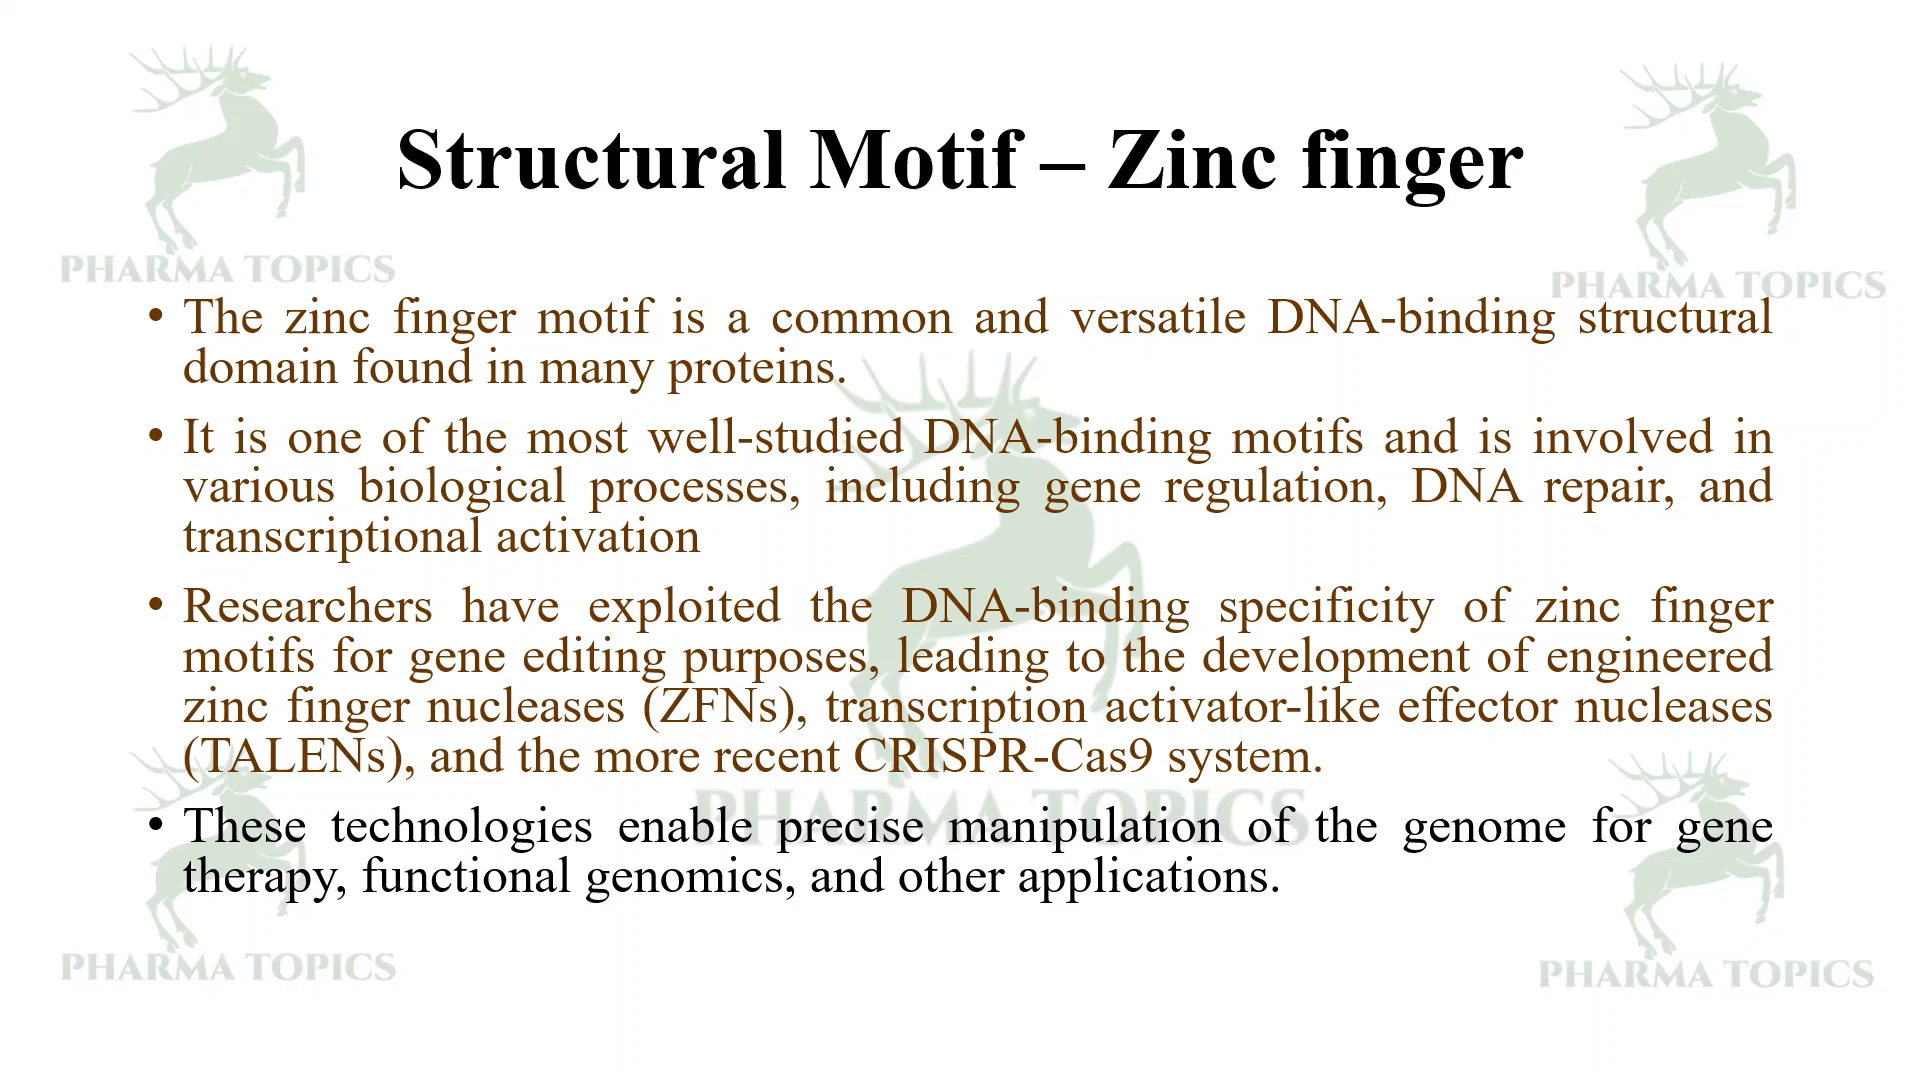 Structural Motif – Zinc finger
PHARMA TOPICS
PHARMA TOPICS
• The zinc finger motif is a common and versatile DNA-binding structural
domain found in many proteins.
• It is one of the most well-studied DNA-binding motifs and is involved in
various biological processes, including gene regulation, DNA repair, and
transcriptional activation
• Researchers have exploited the DNA-binding specificity of zinc finger
motifs for gene editing purposes, leading to the development of engineered
zinc finger nucleases (ZFNs), transcription activator-like effector nucleases
(TALENs), and the more recent CRISPR-Cas9 system.
PHARMA TOPICS
• These technologies enable precise manipulation of the genome for gene
therapy, functional genomics, and other applications.
PHARMA TOPICS
PHARMA TOPICS